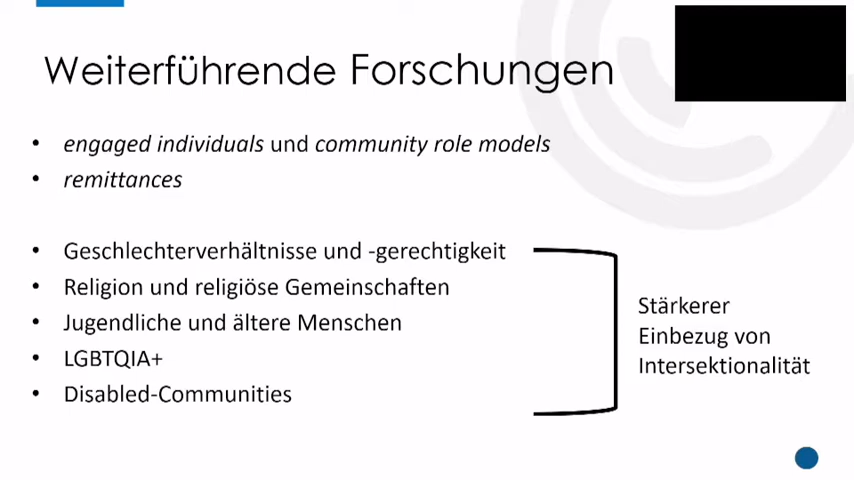 Weiterführende Forschungen
• engaged individuals und community role models
• remittances
• Geschlechterverhältnisse und -gerechtigkeit
• Religion und religiöse Gemeinschaften
• Jugendliche und ältere Menschen
• LGBTQIA+
• Disabled-Communities
Stärkerer
Einbezug von
Intersektionalität